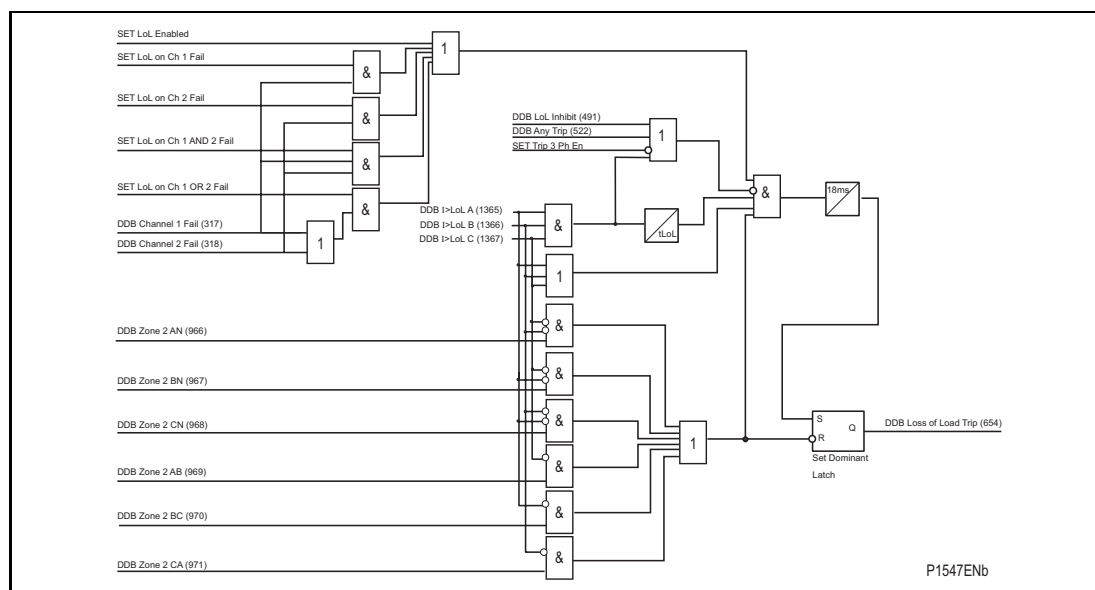 SET LoL Enabled
SET LoL on Ch 1 Fail
SET LoL on Ch 2 Fail
SET LoL on Ch 1 AND 2 Fail
SET LoL on Ch 1 OR 2 Fail
DDB Channel 1 Fail (317)
DDB Channel 2 Fail (318)
&
&
&
&
1
1
DDB LoL Inhibit (491)
DDB Any Trip (522)
SET Trip 3 Ph En
1
DDB I>LoL A (1365)
DDB I>LoL B (1366)
DDB I>LoL C (1367)
&
tLoL
&
18ms
1
DDB Zone 2 AN (966)
&
DDB Zone 2 BN (967)
&
DDB Zone 2 CN (968)
&
DDB Zone 2 AB (969)
&
DDB Zone 2 BC (970)
&
DDB Zone 2 CA (971)
&
1
S
Q
R
DDB Loss of Load Trip (654)
Set Dominant
Latch
P1547ENb